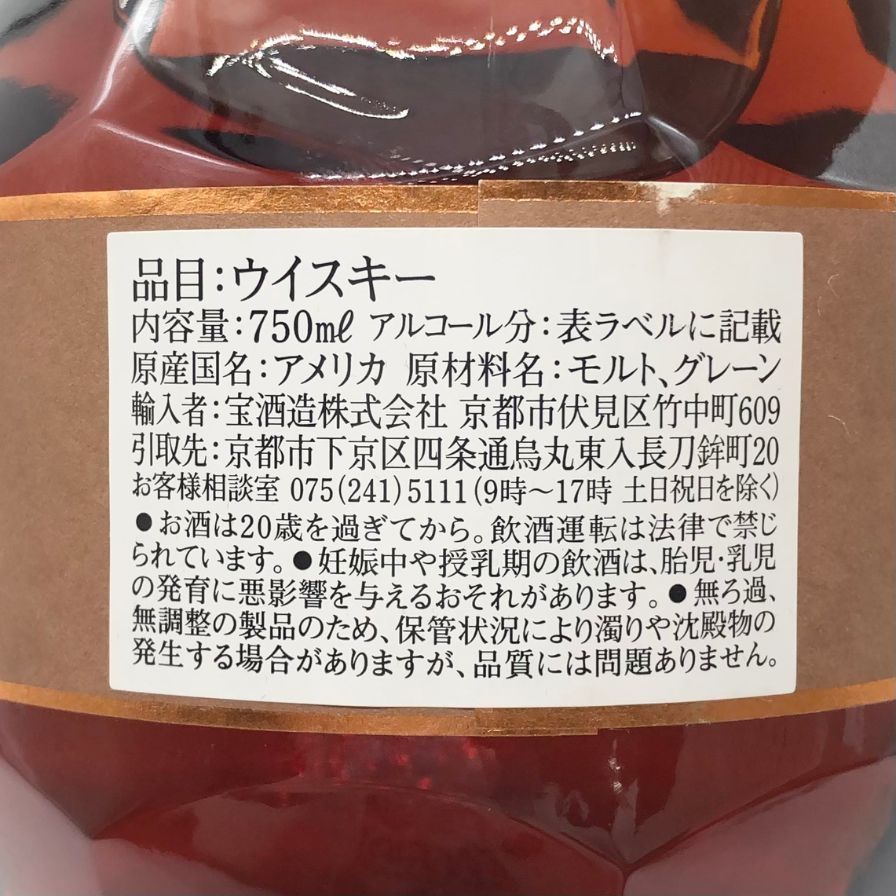 品目：ウイスキー
内容量：750㎖ アルコール分：表ラベルに記載
原産国名：アメリカ 原材料名：モルト、グレーン
輸入者：宝酒造株式会社 京都市伏見区竹中町609
引取先：京都市下京区四条通烏丸東入長刀鉾町20
お客様相談室 075(241)5111(9時〜17時 土日祝日を除く)
●お酒は20歳を過ぎてから。飲酒運転は法律で禁じ
られています。●妊娠中や授乳期の飲酒は、胎児・乳児
の発育に悪影響を与えるおそれがあります。●無ろ過、
無調整の製品のため、保管状況により濁りや沈殿物の
発生する場合がありますが、品質には問題ありません。